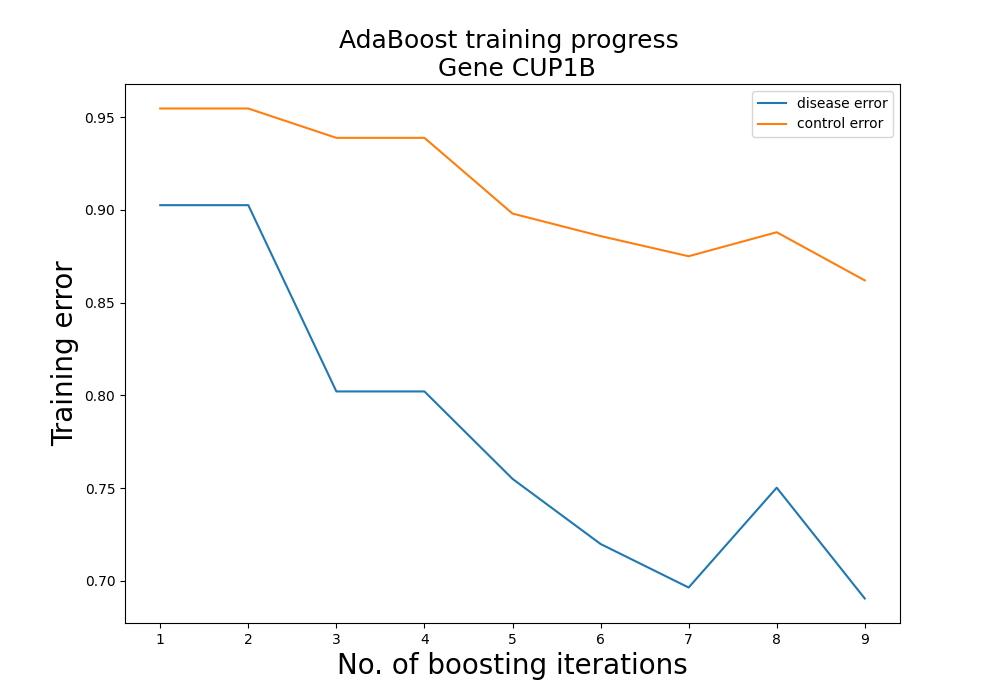 AdaBoost training progress
Gene CUP1B
disease error
control error
Training error
0.95
0.90
0.85
0.80
0.75
0.70
1 2 3 4 5 6 7 8 9
No. of boosting iterations